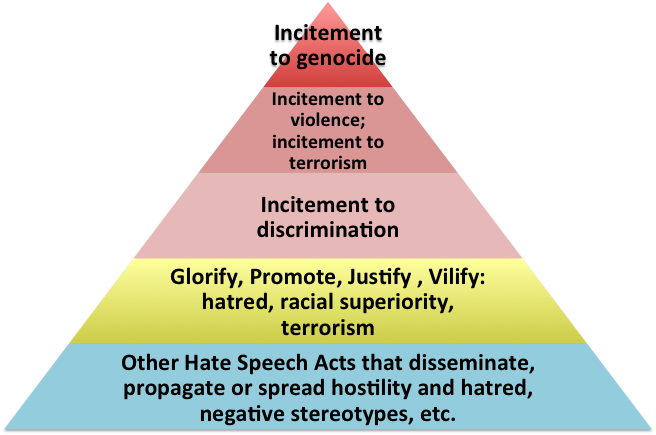 Incitement
to genocide
Incitement to
violence;
incitement to
terrorism
Incitement to
discrimination
Glorify, Promote, Justify , Vilify:
hatred, racial superiority,
terrorism
Other Hate Speech Acts that disseminate,
propagate or spread hostility and hatred,
negative stereotypes, etc.